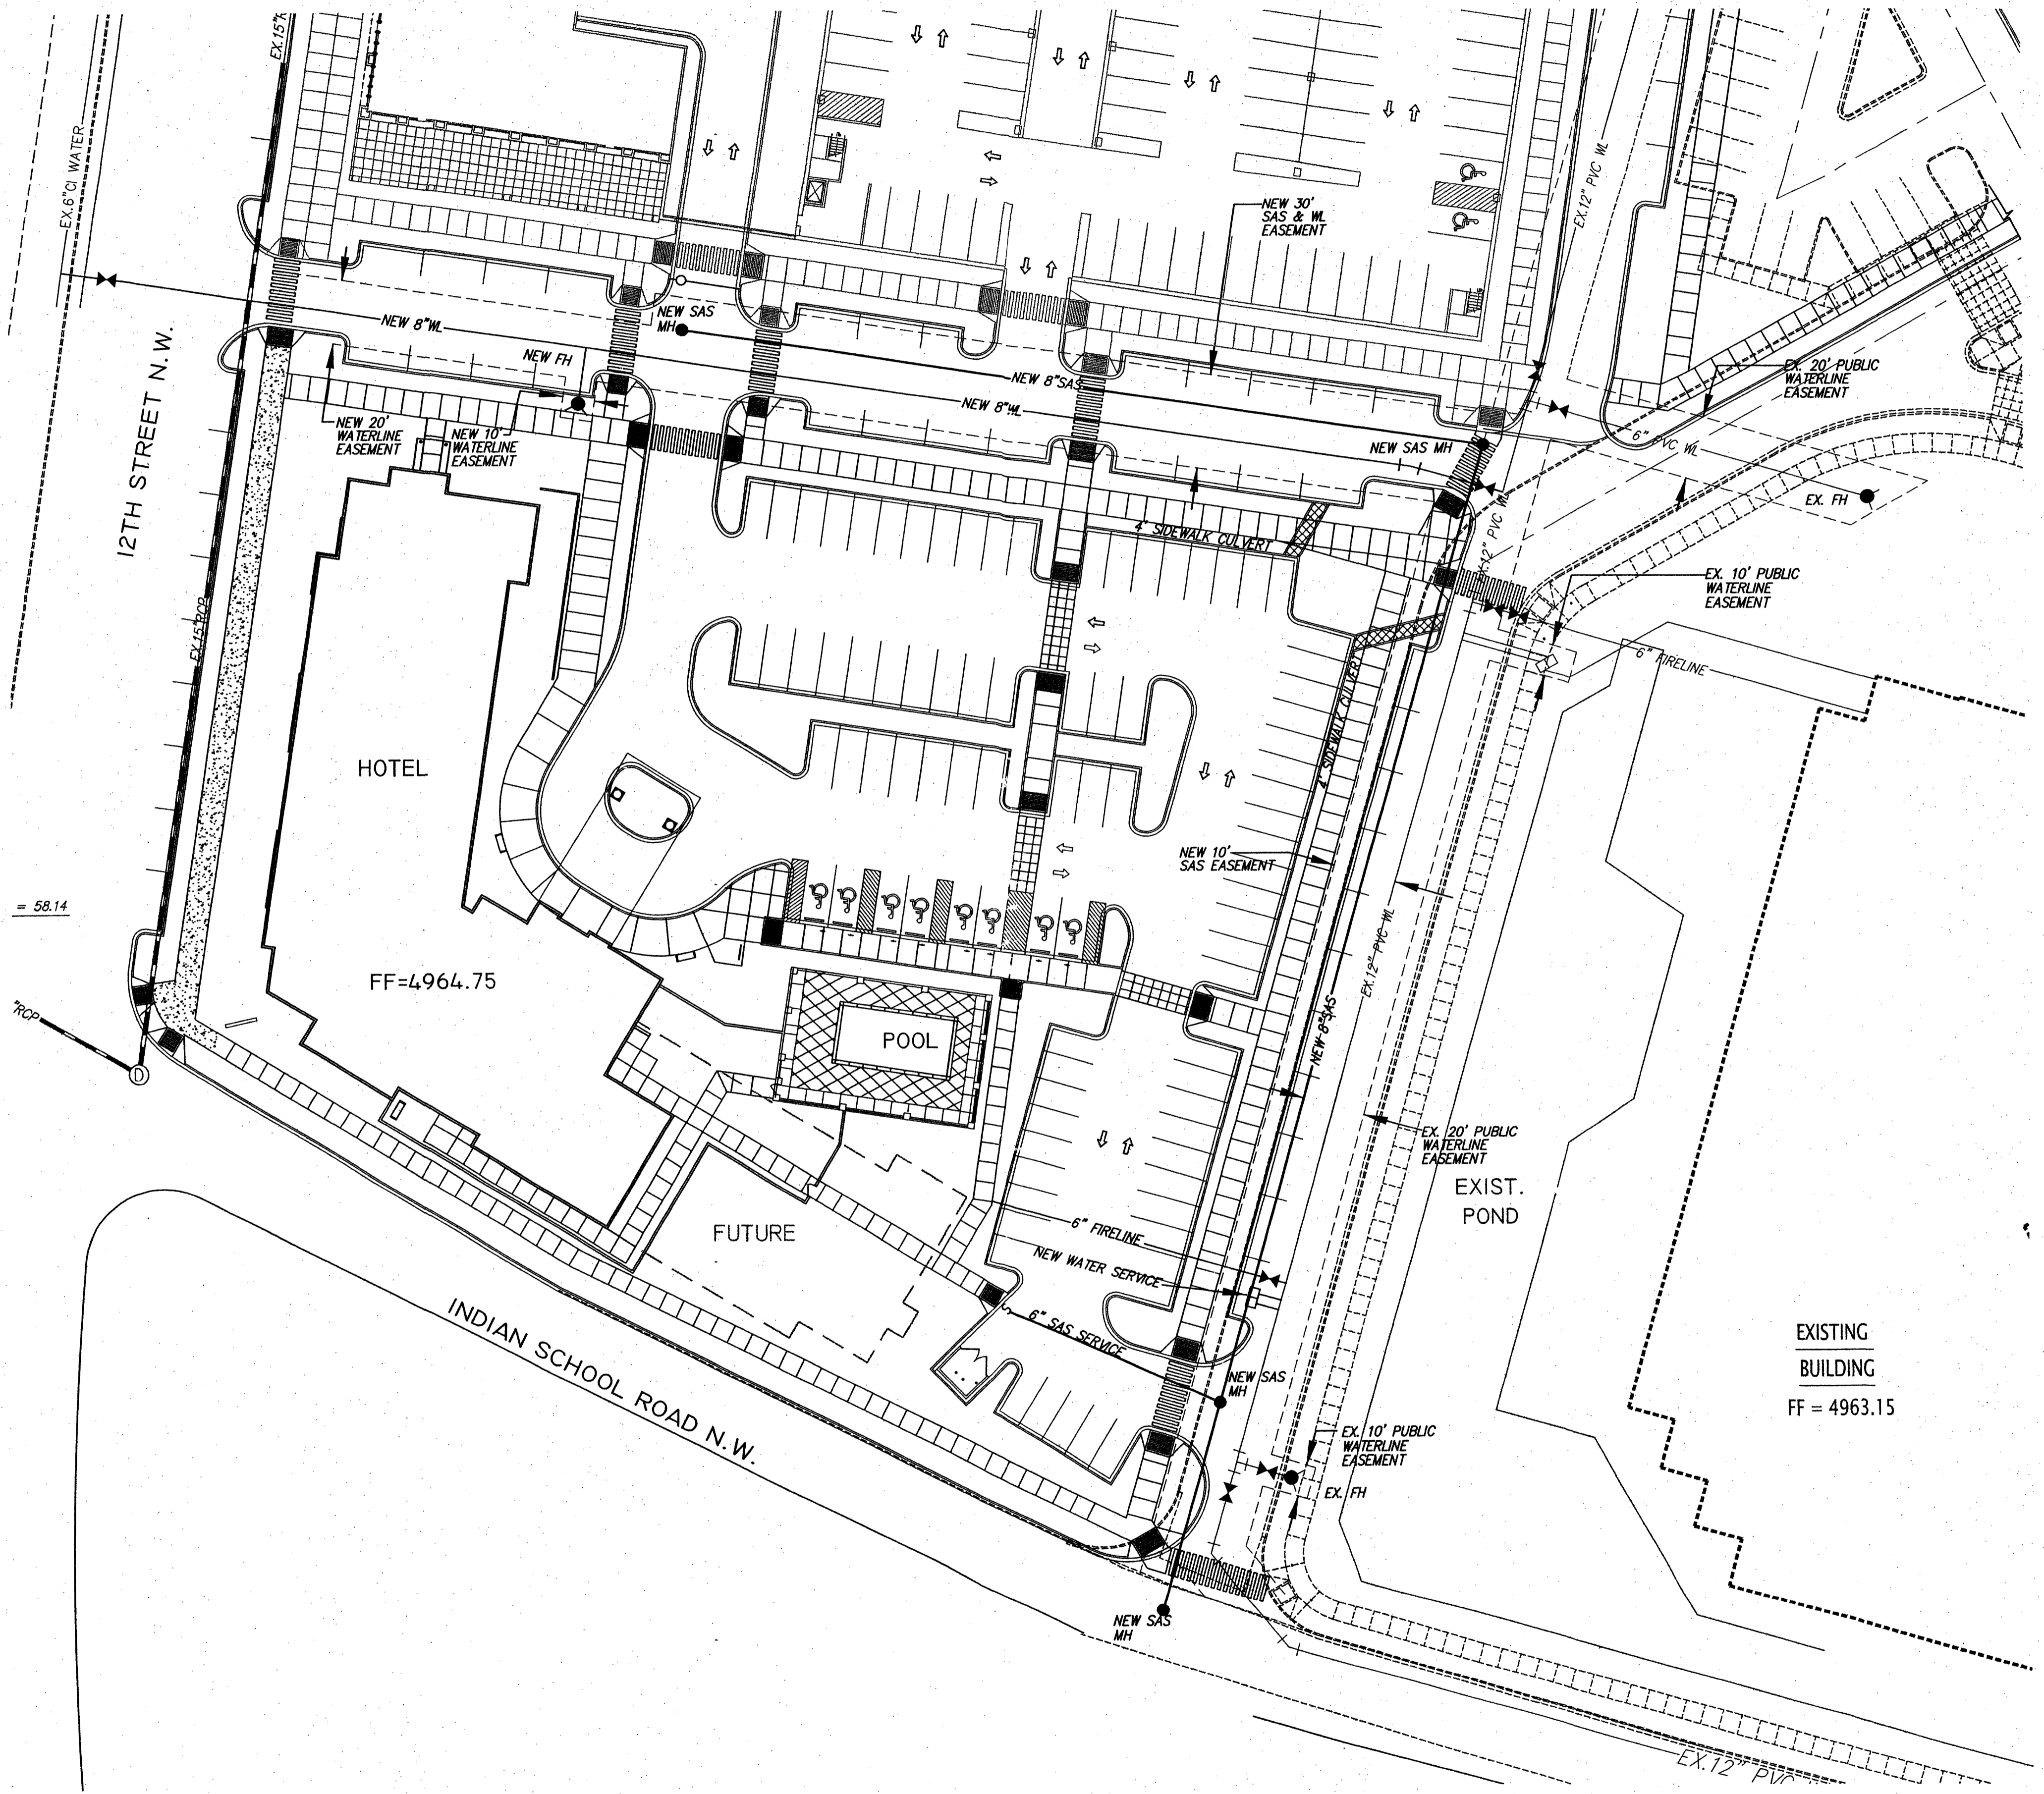 EX.15"R
EX.6"CI WATER
EX.12" PVC WL
NEW 30'
SAS & WL
EASEMENT
12TH STREET N.W.
NEW 8"WL
NEW SAS
MH
NEW FH
NEW 8"SAS
NEW 8"WL
EX. 20' PUBLIC
WATERLINE
EASEMENT
NEW 20'
WATERLINE
EASEMENT
NEW 10'
WATERLINE
EASEMENT
6" PVC WL
NEW SAS MH
EX. FH
EX.12" PVC WL
4' SIDEWALK CULVERT
EX. 10' PUBLIC
WATERLINE
EASEMENT
EX.15"RCP
6" FIRELINE
4' SIDEWALK CULVERT
HOTEL
NEW 10'
SAS EASEMENT
= 58.14
FF=4964.75
EX.12" PVC WL
"RCP
NEW 8"SAS
POOL
D
EX. 20' PUBLIC
WATERLINE
EASEMENT
EXIST.
POND
FUTURE
6" FIRELINE
NEW WATER SERVICE
6" SAS SERVICE
INDIAN SCHOOL ROAD N.W.
EXISTING
BUILDING
FF = 4963.15
NEW SAS
MH
EX. 10' PUBLIC
WATERLINE
EASEMENT
EX. FH
NEW SAS
MH
EX.12" PVC